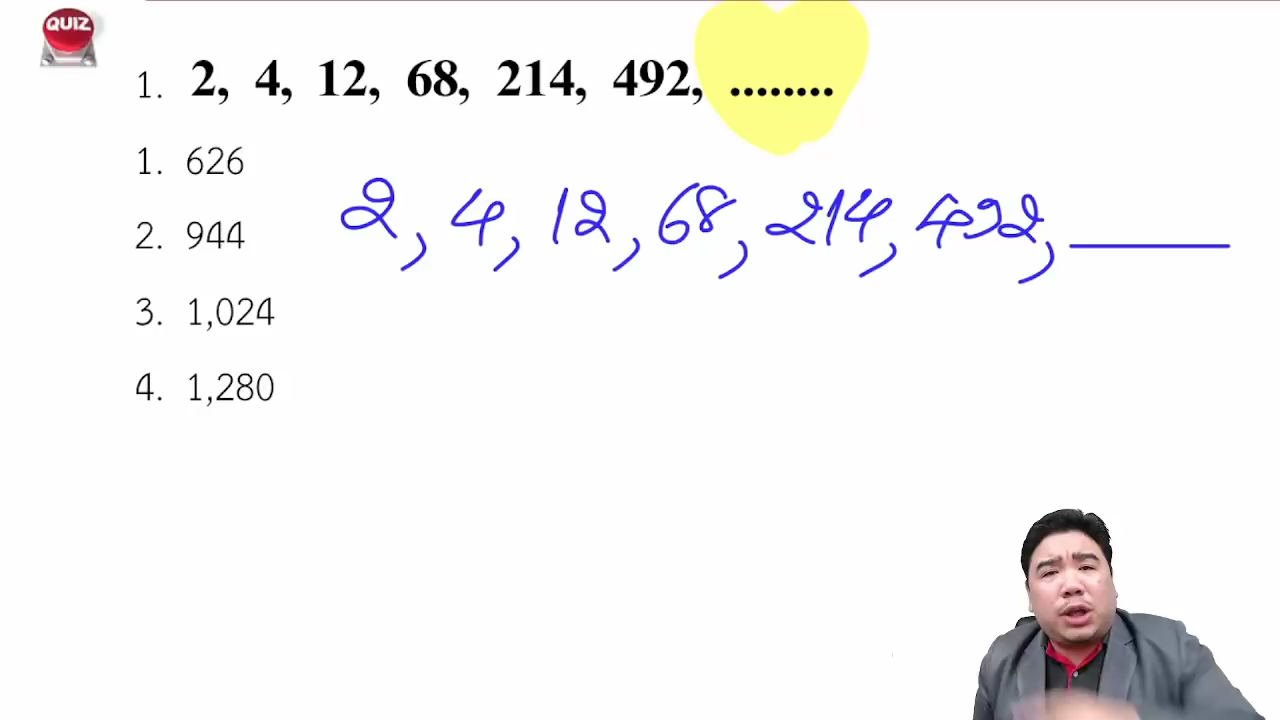 QUIZ
1. 2, 4, 12, 68, 214, 492, ........
1. 626
2. 944
3. 1,024
4. 1,280
2, 4, 12, 68, 214, 492, ______